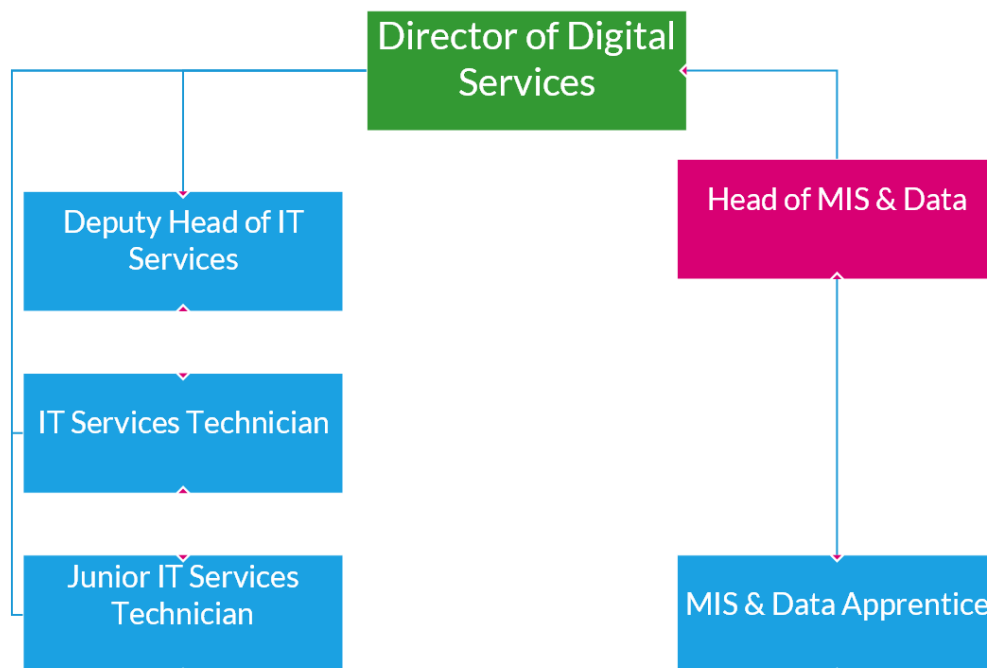 Director of Digital
Services
Head of MIS & Data
Deputy Head of IT
Services
IT Services Technician
Junior IT Services
Technician
MIS & Data Apprentice